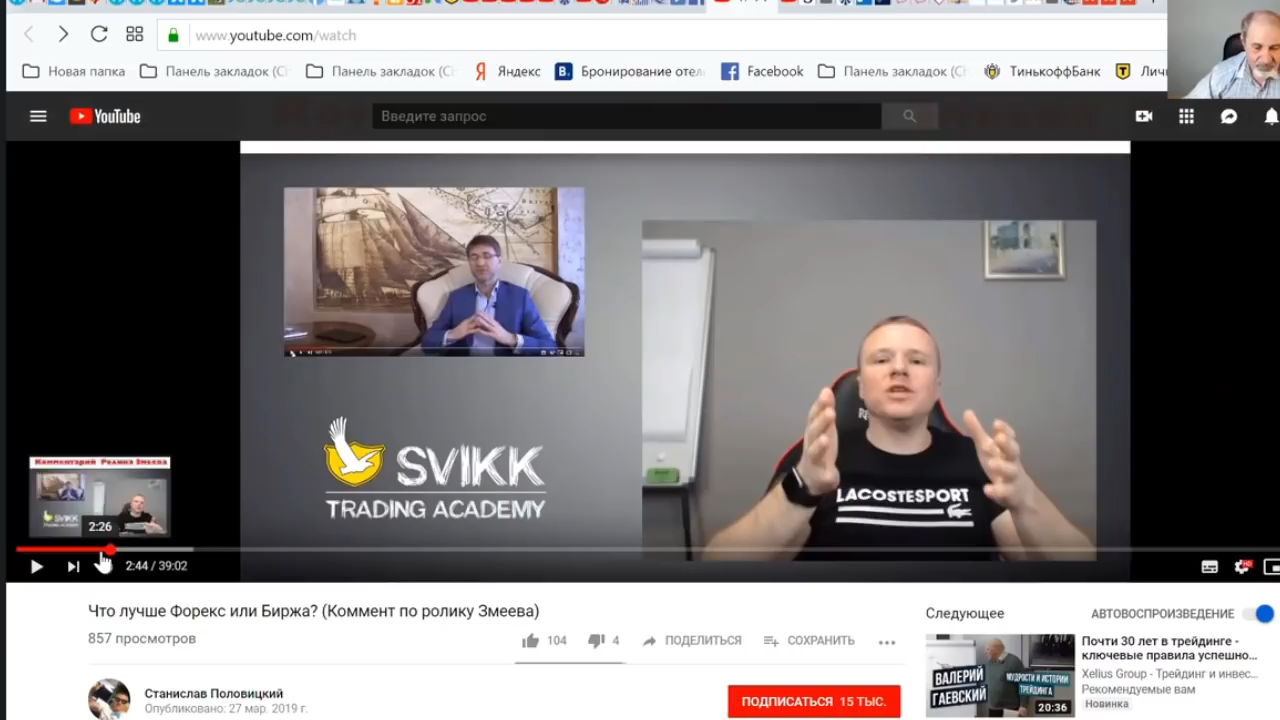 www.youtube.com/watch
Новая папка
Панель закладок (С
Панель закладок (С
Яндекс
Бронирование отел
Facebook
Панель закладок (С
ТинькоффБанк
Лич
YouTube
Введите запрос
SVIKK
TRADING ACADEMY
LACOSTESPORT
Комментарий Ролика Змеева
SVIKK
2:26
2:44 / 39:02
Что лучше Форекс или Биржа? (Коммент по ролику Змеева)
857 просмотров
104
4
ПОДЕЛИТЬСЯ
СОХРАНИТЬ
Станислав Половицкий
Опубликовано: 27 мар. 2019 г.
ПОДПИСАТЬСЯ 15 ТЫС.
Следующее
АВТОВОСПРОИЗВЕДЕНИЕ
ВАЛЕРИЙ
ГАЕВСКИЙ
МУДРОСТИ И ИСТОРИИ
ТРЕЙДИНГА
20:36
Почти 30 лет в трейдинге -
ключевые правила успешно...
Xelius Group - Трейдинг и инвес...
Рекомендуемые вам
Новинка